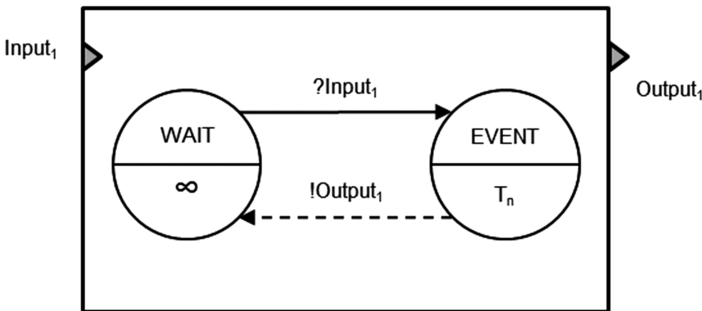 Input₁
?Input₁
Output₁
WAIT
EVENT
∞
!Output₁
Tₙ